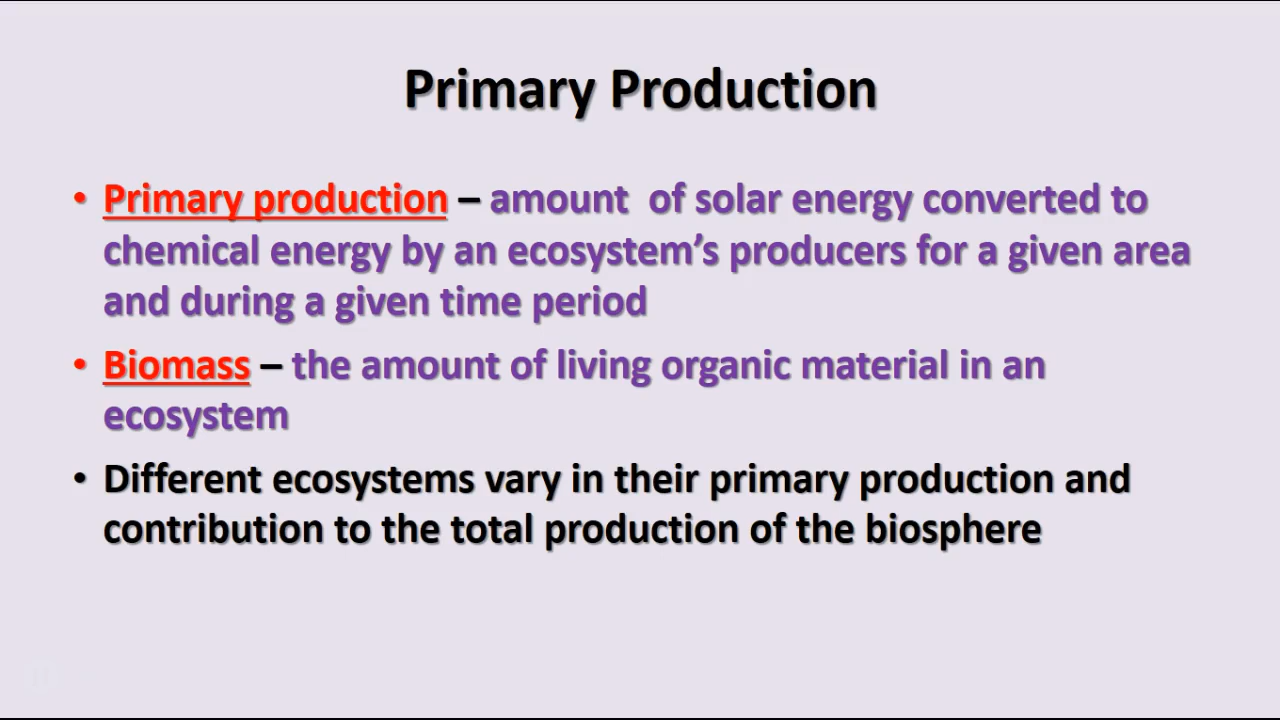 Primary Production
• Primary production – amount  of solar energy converted to
chemical energy by an ecosystem’s producers for a given area
and during a given time period
• Biomass – the amount of living organic material in an
ecosystem
• Different ecosystems vary in their primary production and
contribution to the total production of the biosphere